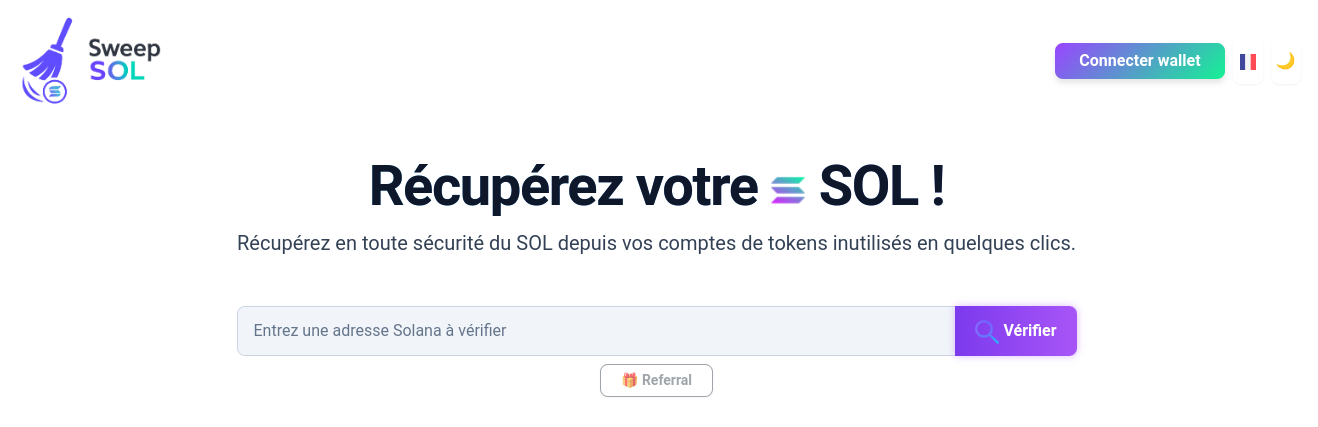 Sweep
SOL
Connecter wallet
Récupérez votre SOL !
Récupérez en toute sécurité du SOL depuis vos comptes de tokens inutilisés en quelques clics.
Entrez une adresse Solana à vérifier
Vérifier
Referral